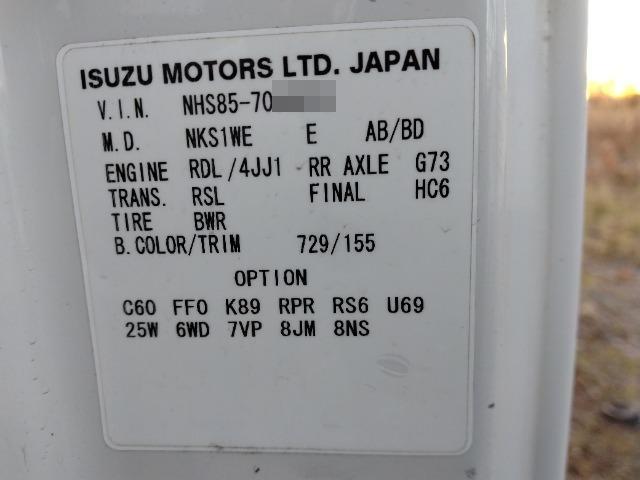 ISUZU MOTORS LTD. JAPAN
V.I.N. NHS85-70
M.D. NKS1WE E AB/BD
ENGINE RDL/4JJ1 RR AXLE G73
TRANS. RSL FINAL HC6
TIRE BWR
B.COLOR/TRIM 729/155
OPTION
C60 FF0 K89 RPR RS6 U69
25W 6WD 7VP 8JM 8NS